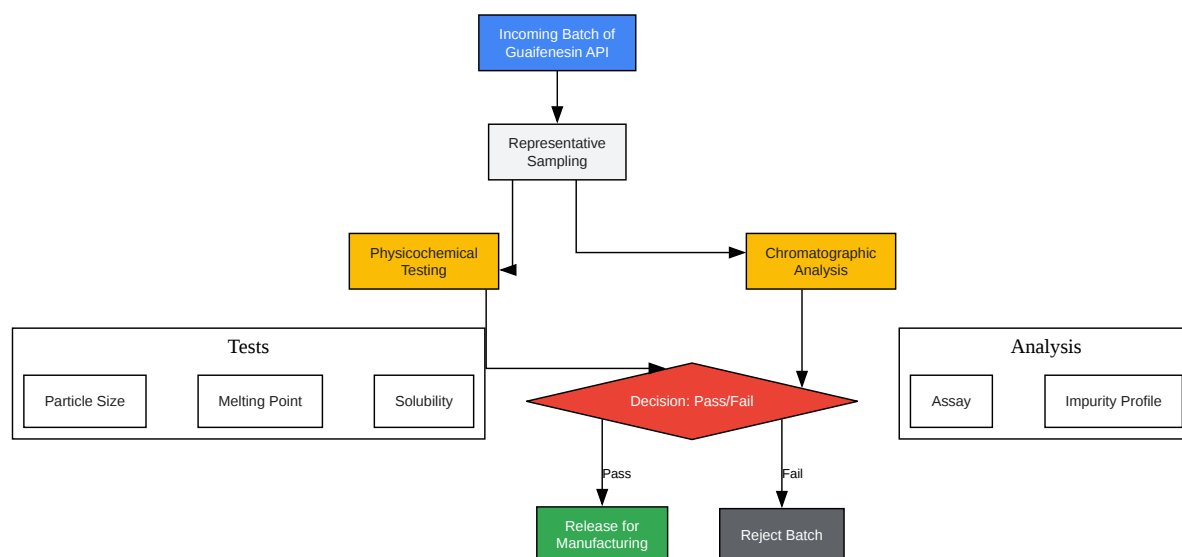 Incoming Batch of
Guaifenesin API
Representative
Sampling
Physicochemical
Testing
Chromatographic
Analysis
Tests
Analysis
Particle Size
Melting Point
Solubility
Decision: Pass/Fail
Assay
Impurity Profile
Pass
Fail
Release for
Manufacturing
Reject Batch